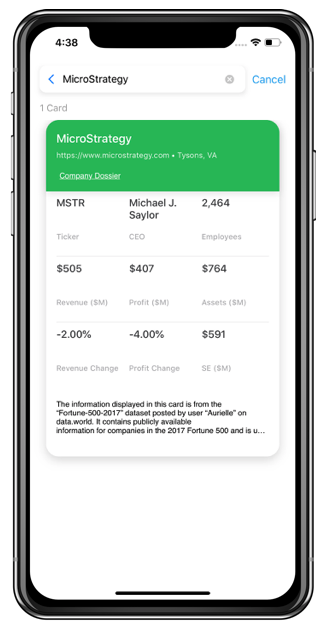 4:38
MicroStrategy
Cancel
1 Card
MicroStrategy
https://www.microstrategy.com • Tysons, VA
Company Dossier
MSTR
Michael J.
Saylor
2,464
Ticker
CEO
Employees
$505
$407
$764
Revenue ($M)
Profit ($M)
Assets ($M)
-2.00%
-4.00%
$591
Revenue Change
Profit Change
SE ($M)
The information displayed in this card is from the
"Fortune-500-2017" dataset posted by user "Aurielle" on
data.world. It contains publicly available
information for companies in the 2017 Fortune 500 and is u...